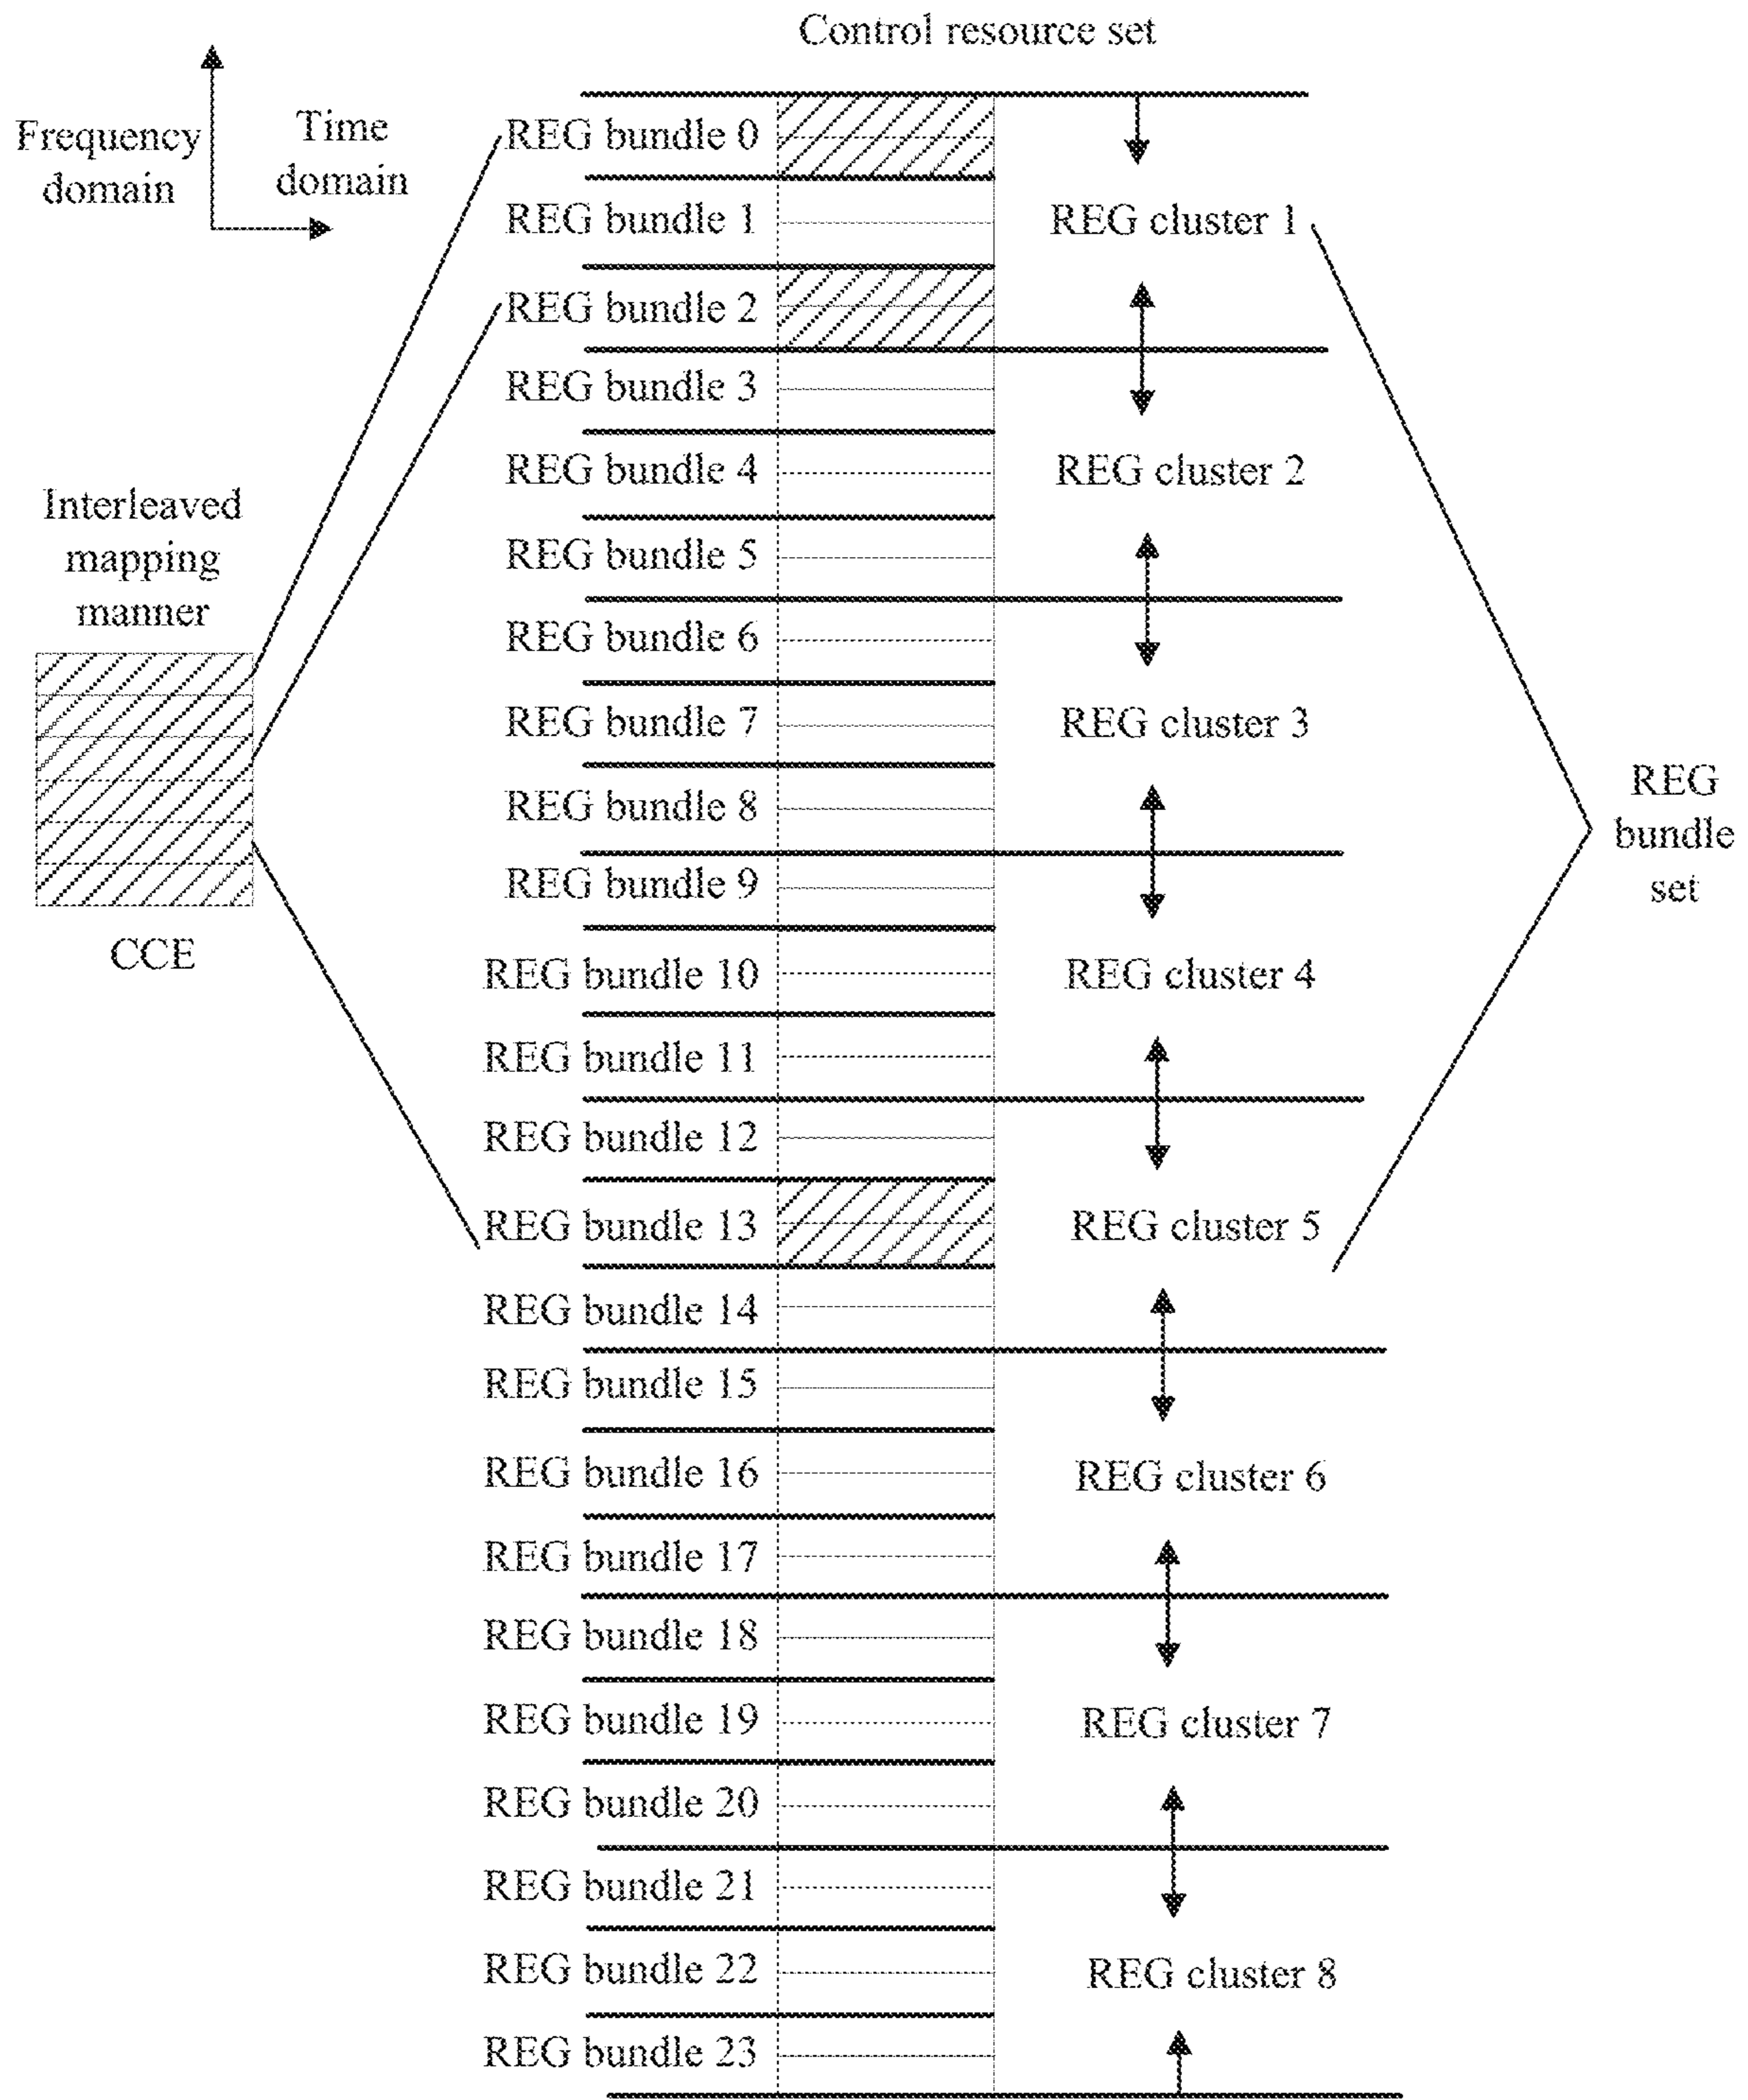 Control resource set
Frequency
domain
Time
domain
REG bundle 0
REG bundle 1
REG cluster 1
REG bundle 2
REG bundle 3
REG bundle 4
REG cluster 2
Interleaved
mapping
manner
REG bundle 5
REG bundle 6
REG bundle 7
REG cluster 3
REG bundle 8
REG
bundle
set
REG bundle 9
CCE
REG bundle 10
REG cluster 4
REG bundle 11
REG bundle 12
REG bundle 13
REG cluster 5
REG bundle 14
REG bundle 15
REG bundle 16
REG cluster 6
REG bundle 17
REG bundle 18
REG bundle 19
REG cluster 7
REG bundle 20
REG bundle 21
REG bundle 22
REG cluster 8
REG bundle 23